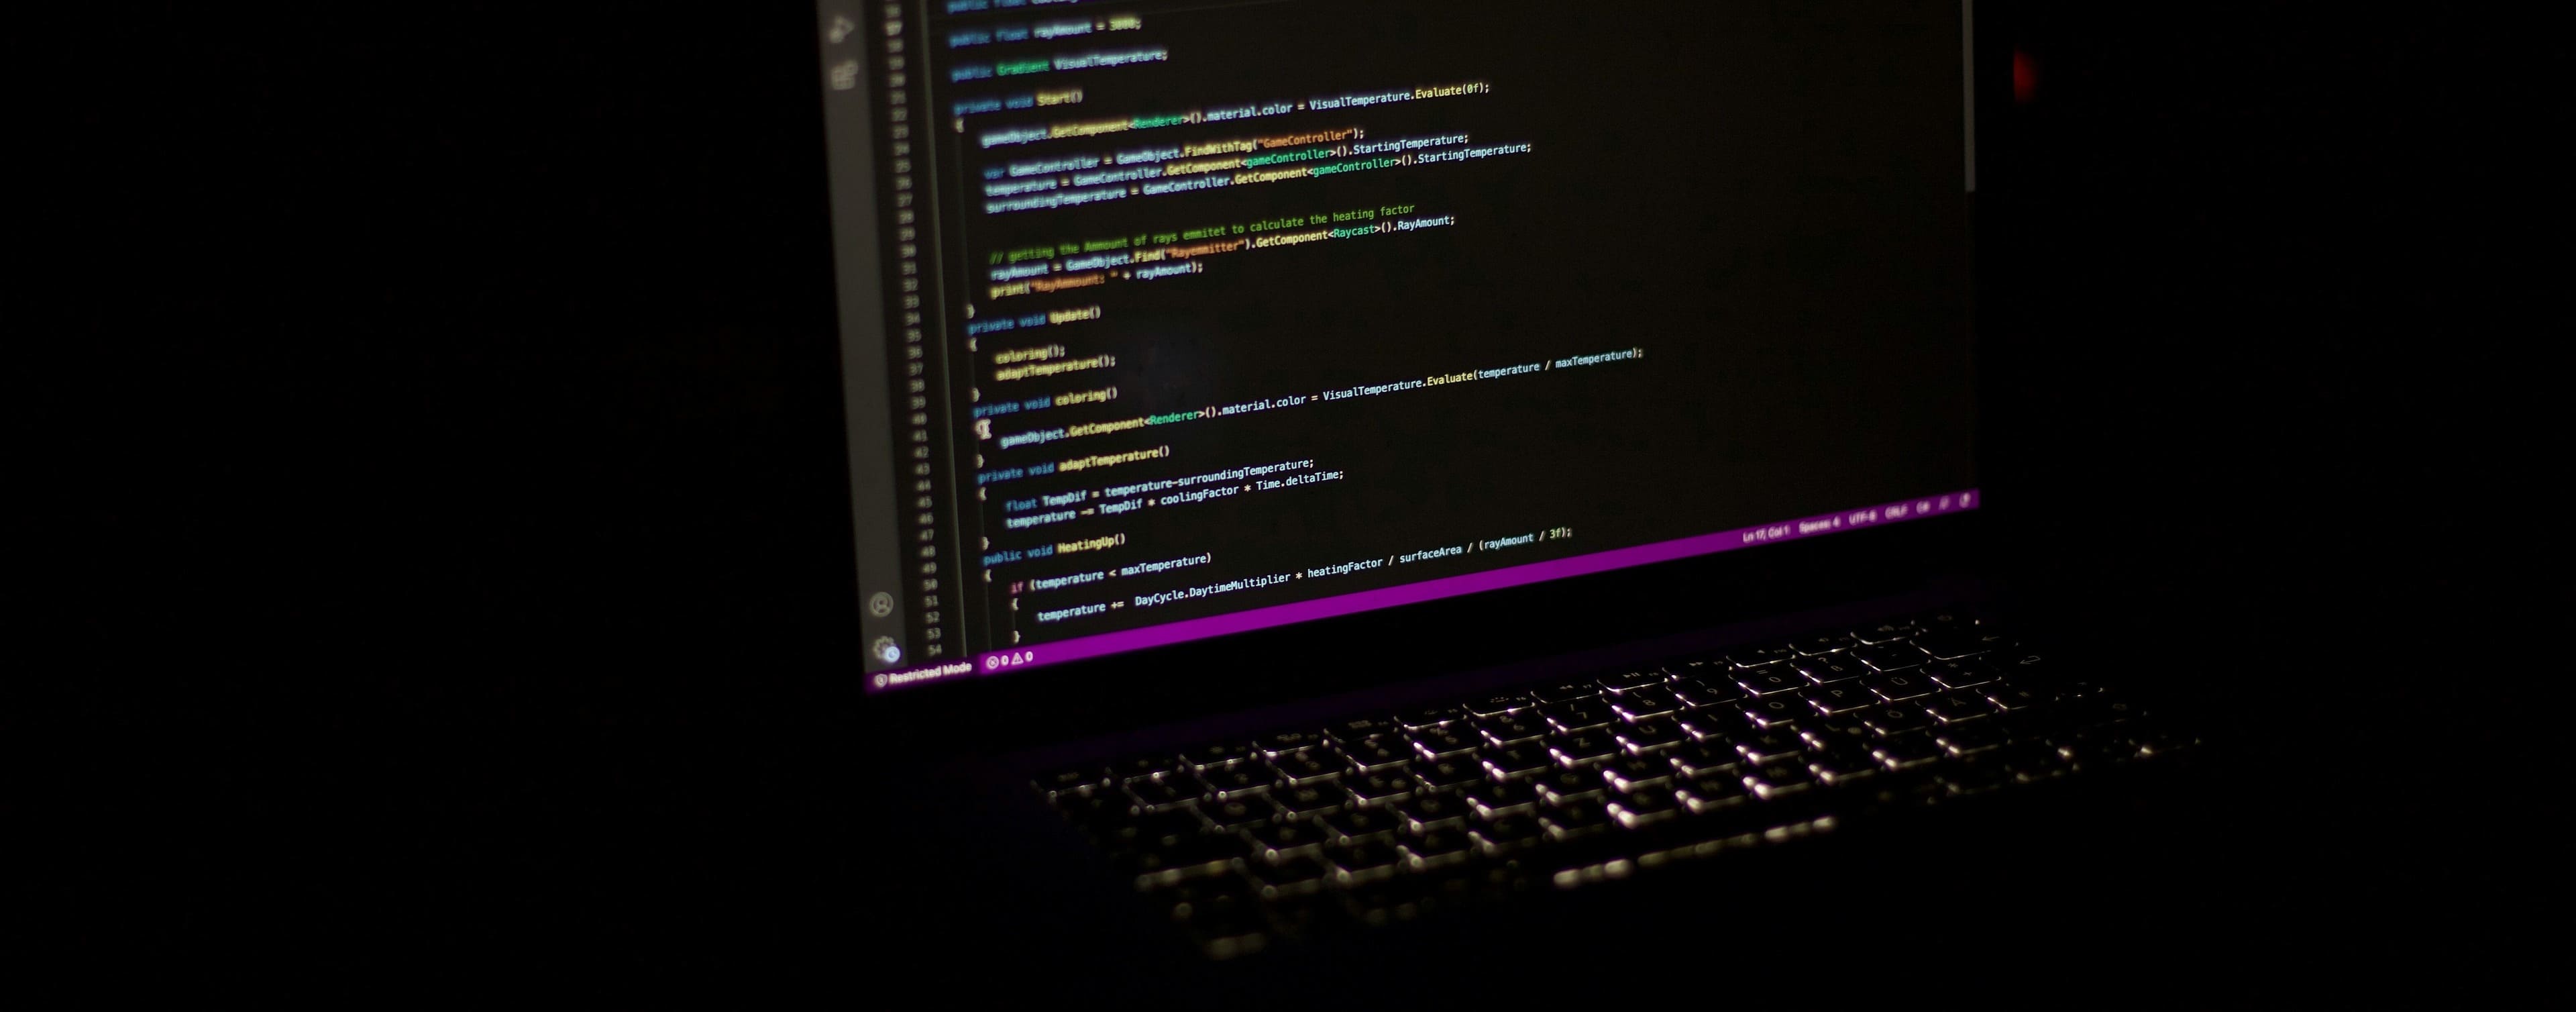 public float rayAmount = 3000;
public Gradient VisualTemperature;
private void Start()
{
gameObject.GetComponent<Renderer>().material.color = VisualTemperature.Evaluate(0f);
var GameController = GameObject.FindWithTag("GameController");
temperature = GameController.GetComponent<gameController>().StartingTemperature;
surroundingTemperature = GameController.GetComponent<gameController>().StartingTemperature;
// getting the Ammount of rays emmitet to calculate the heating factor
rayAmount = GameObject.Find("Rayemmitter").GetComponent<Raycast>().RayAmount;
print("RayAmmount: " + rayAmount);
}
private void Update()
{
coloring();
adaptTemperature();
}
private void coloring()
{
gameObject.GetComponent<Renderer>().material.color = VisualTemperature.Evaluate(temperature / maxTemperature);
}
private void adaptTemperature()
{
float TempDif = temperature-surroundingTemperature;
temperature -= TempDif * coolingFactor * Time.deltaTime;
}
public void HeatingUp()
{
if (temperature < maxTemperature)
{
temperature += DayCycle.DaytimeMultiplier * heatingFactor / surfaceArea / (rayAmount / 3f);
}
Restricted Mode 0 0 Ln 17, Col 1 Spaces: 4 UTF-8 CRLF C#